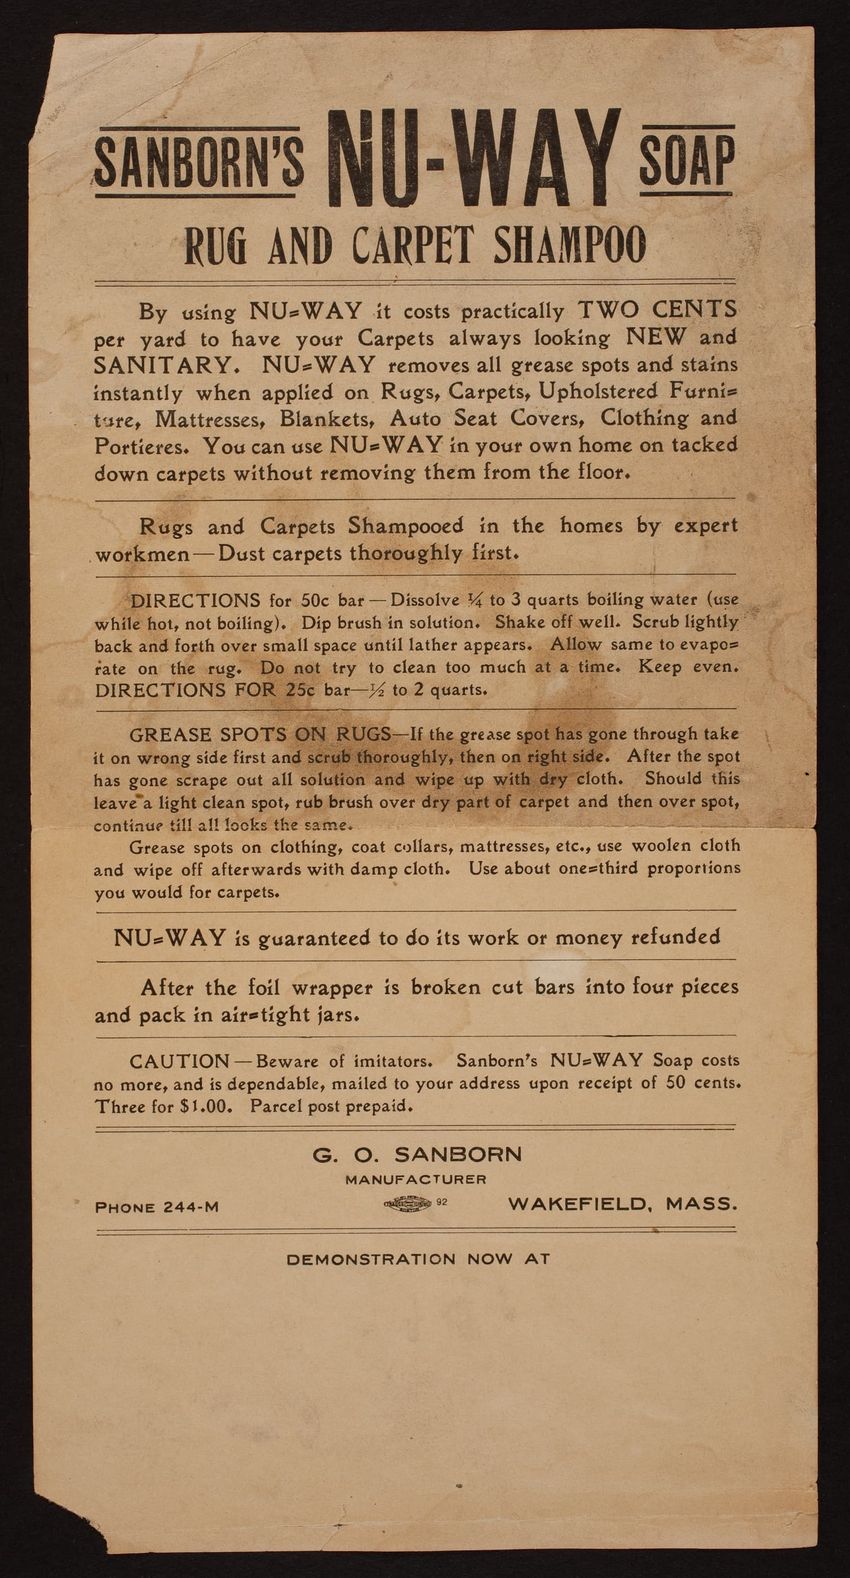 SANBORN'S NU-WAY SOAP
RUG AND CARPET SHAMPOO
By using NU=WAY it costs practically TWO CENTS
per yard to have your Carpets always looking NEW and
SANITARY. NU=WAY removes all grease spots and stains
instantly when applied on Rugs, Carpets, Upholstered Furni=
ture, Mattresses, Blankets, Auto Seat Covers, Clothing and
Portieres. You can use NU=WAY in your own home on tacked
down carpets without removing them from the floor.
Rugs and Carpets Shampooed in the homes by expert
workmen—Dust carpets thoroughly first.
DIRECTIONS for 50c bar—Dissolve ¼ to 3 quarts boiling water (use
while hot, not boiling). Dip brush in solution. Shake off well. Scrub lightly
back and forth over small space until lather appears. Allow same to evapo=
rate on the rug. Do not try to clean too much at a time. Keep even.
DIRECTIONS FOR 25c bar—½ to 2 quarts.
GREASE SPOTS ON RUGS—If the grease spot has gone through take
it on wrong side first and scrub thoroughly, then on right side. After the spot
has gone scrape out all solution and wipe up with dry cloth. Should this
leave a light clean spot, rub brush over dry part of carpet and then over spot,
continue till all looks the same.
Grease spots on clothing, coat collars, mattresses, etc., use woolen cloth
and wipe off afterwards with damp cloth. Use about one=third proportions
you would for carpets.
NU=WAY is guaranteed to do its work or money refunded
After the foil wrapper is broken cut bars into four pieces
and pack in air=tight jars.
CAUTION—Beware of imitators. Sanborn's NU=WAY Soap costs
no more, and is dependable, mailed to your address upon receipt of 50 cents.
Three for $1.00. Parcel post prepaid.
G. O. SANBORN
MANUFACTURER
PHONE 244-M 92 WAKEFIELD, MASS.
DEMONSTRATION NOW AT